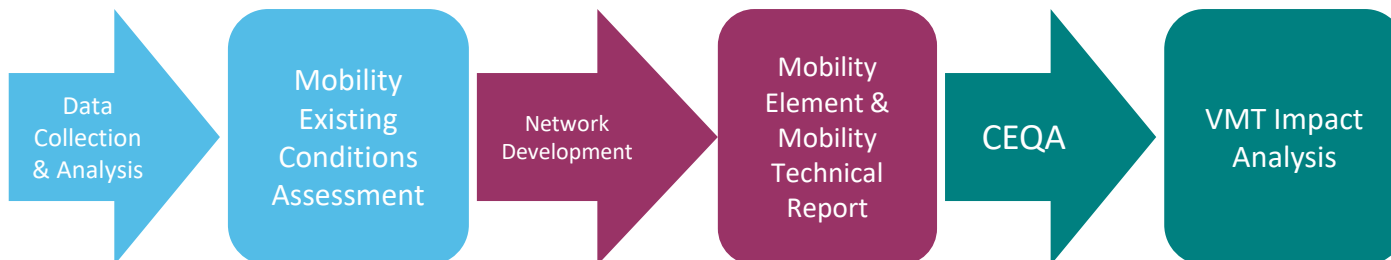 Data
Collection
& Analysis
Mobility
Existing
Conditions
Assessment
Network
Development
Mobility
Element &
Mobility
Technical
Report
CEQA
VMT Impact
Analysis